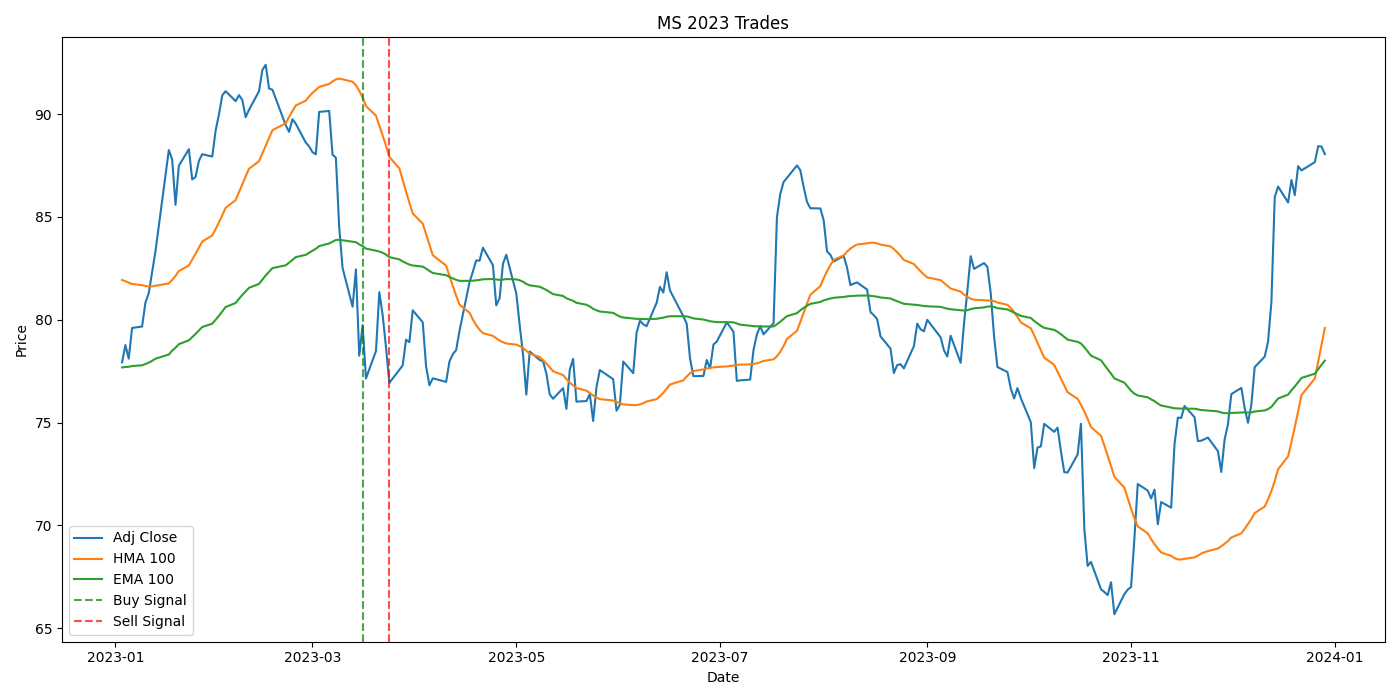 MS 2023 Trades
Price
90
85
80
75
70
65
Adj Close
HMA 100
EMA 100
Buy Signal
Sell Signal
2023-01
2023-03
2023-05
2023-07
2023-09
2023-11
2024-01
Date